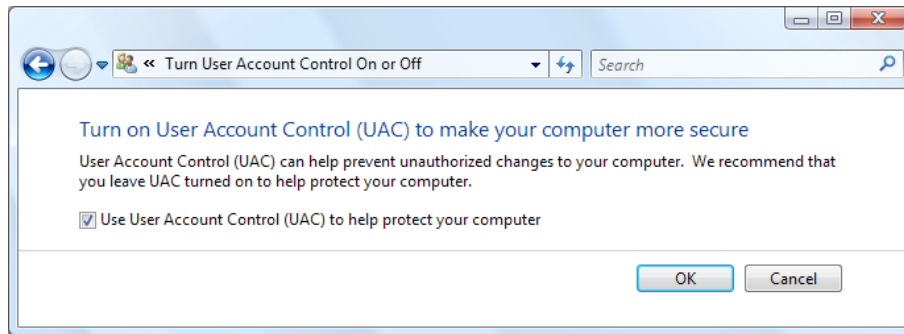 « Turn User Account Control On or Off
Search
Turn on User Account Control (UAC) to make your computer more secure
User Account Control (UAC) can help prevent unauthorized changes to your computer.  We recommend that
you leave UAC turned on to help protect your computer.
Use User Account Control (UAC) to help protect your computer
OK
Cancel